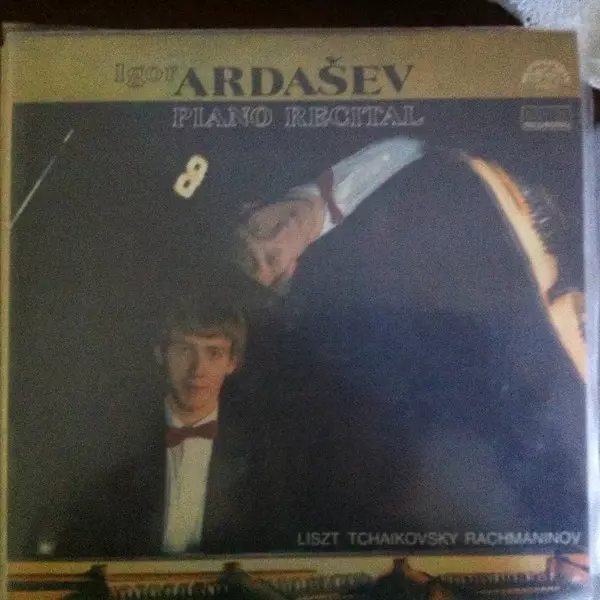 Igor ARDAŠEV
PIANO RECITAL
LISZT TCHAIKOVSKY RACHMANINOV